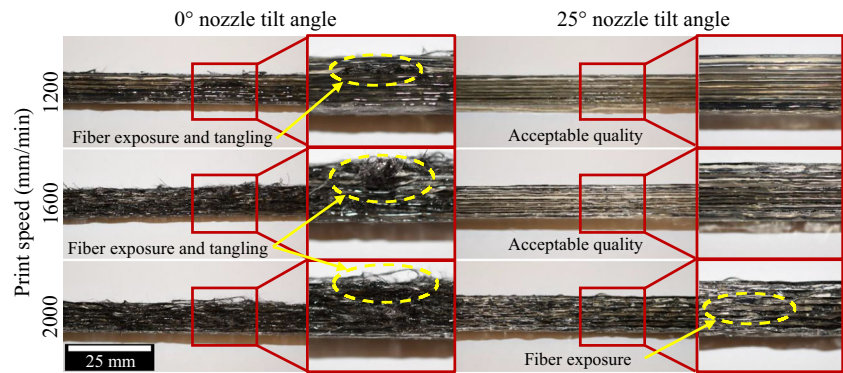 0° nozzle tilt angle
25° nozzle tilt angle
Print speed (mm/min)
1200
Fiber exposure and tangling
Acceptable quality
1600
Fiber exposure and tangling
Acceptable quality
2000
25 mm
Fiber exposure